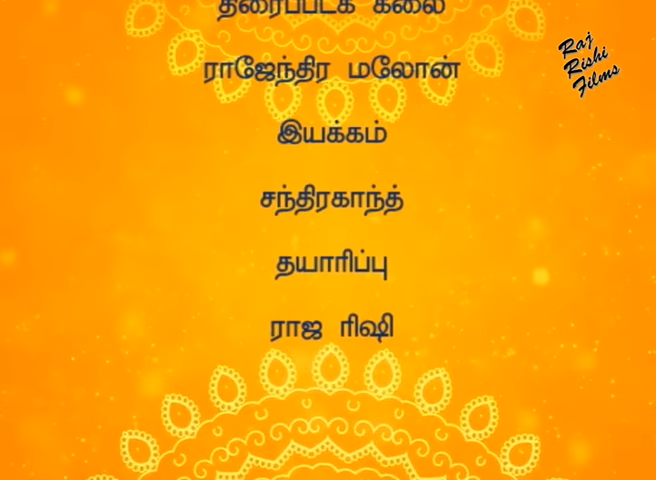 திரைப்படக் கலை
ராஜேந்திர மலோன்
இயக்கம்
சந்திரகாந்த்
தயாரிப்பு
ராஜ ரிஷி
Raj
Rishi
Films